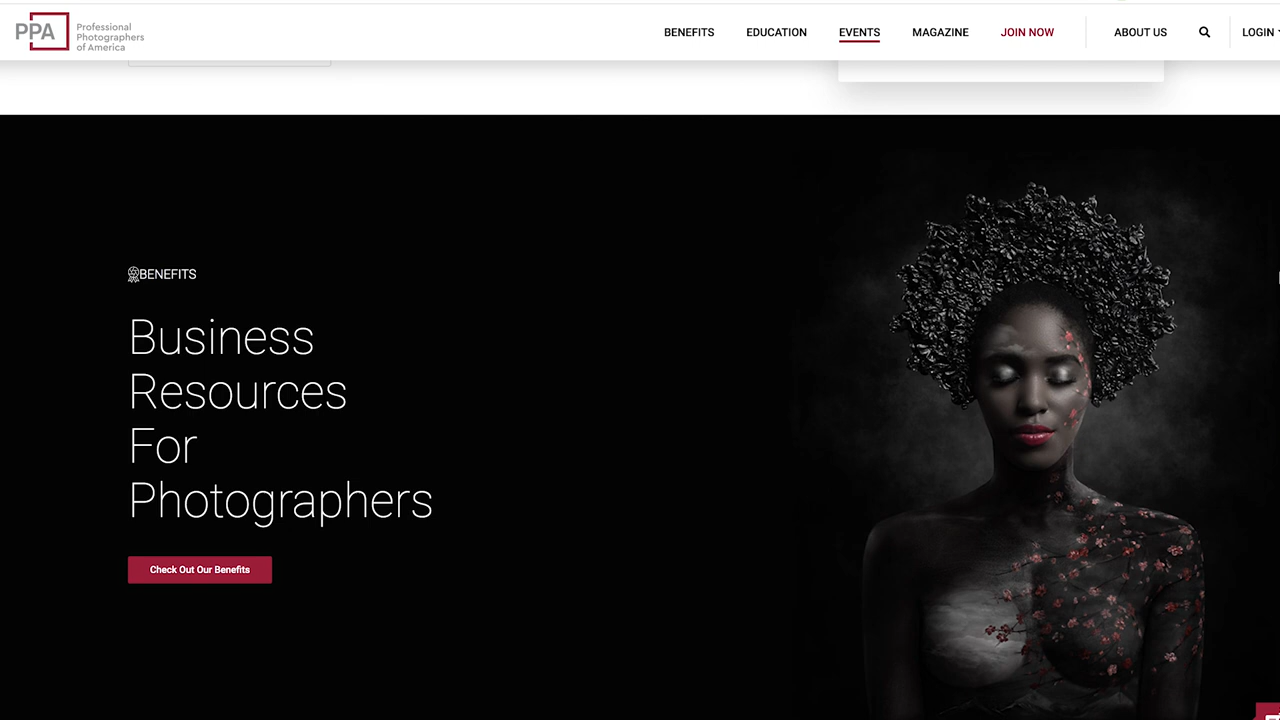 PPA
Professional
Photographers
of America
BENEFITS
EDUCATION
EVENTS
MAGAZINE
JOIN NOW
ABOUT US
LOGIN
BENEFITS
Business
Resources
For
Photographers
Check Out Our Benefits